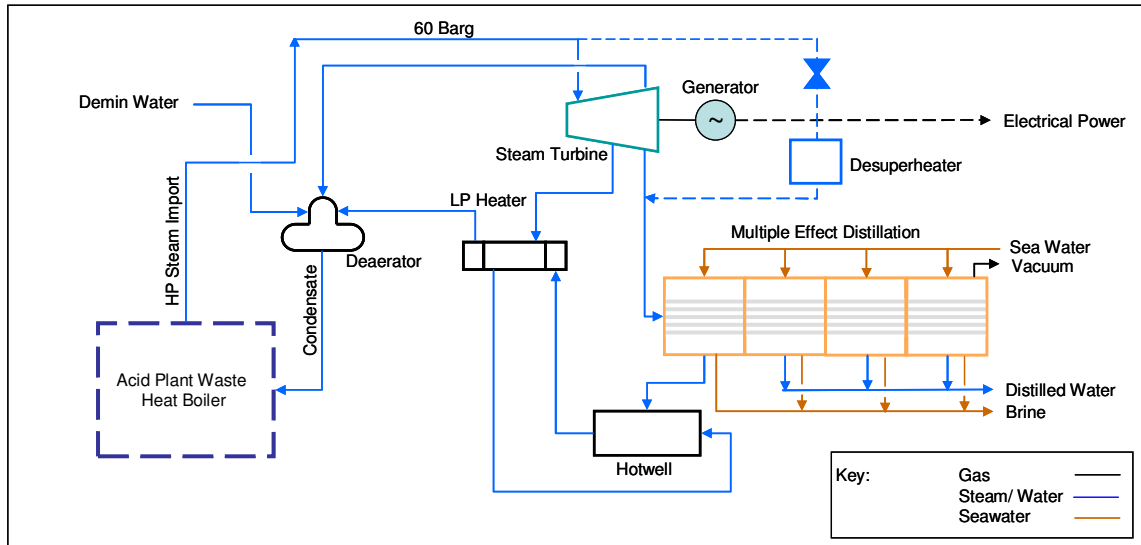 60 Barg
Demin Water
Generator
~
Electrical Power
Steam Turbine
Desuperheater
HP Steam Import
LP Heater
Deaerator
Condensate
Multiple Effect Distillation
Sea Water
Vacuum
Acid Plant Waste
Heat Boiler
Distilled Water
Brine
Hotwell
Key:
Gas
Steam/ Water
Seawater